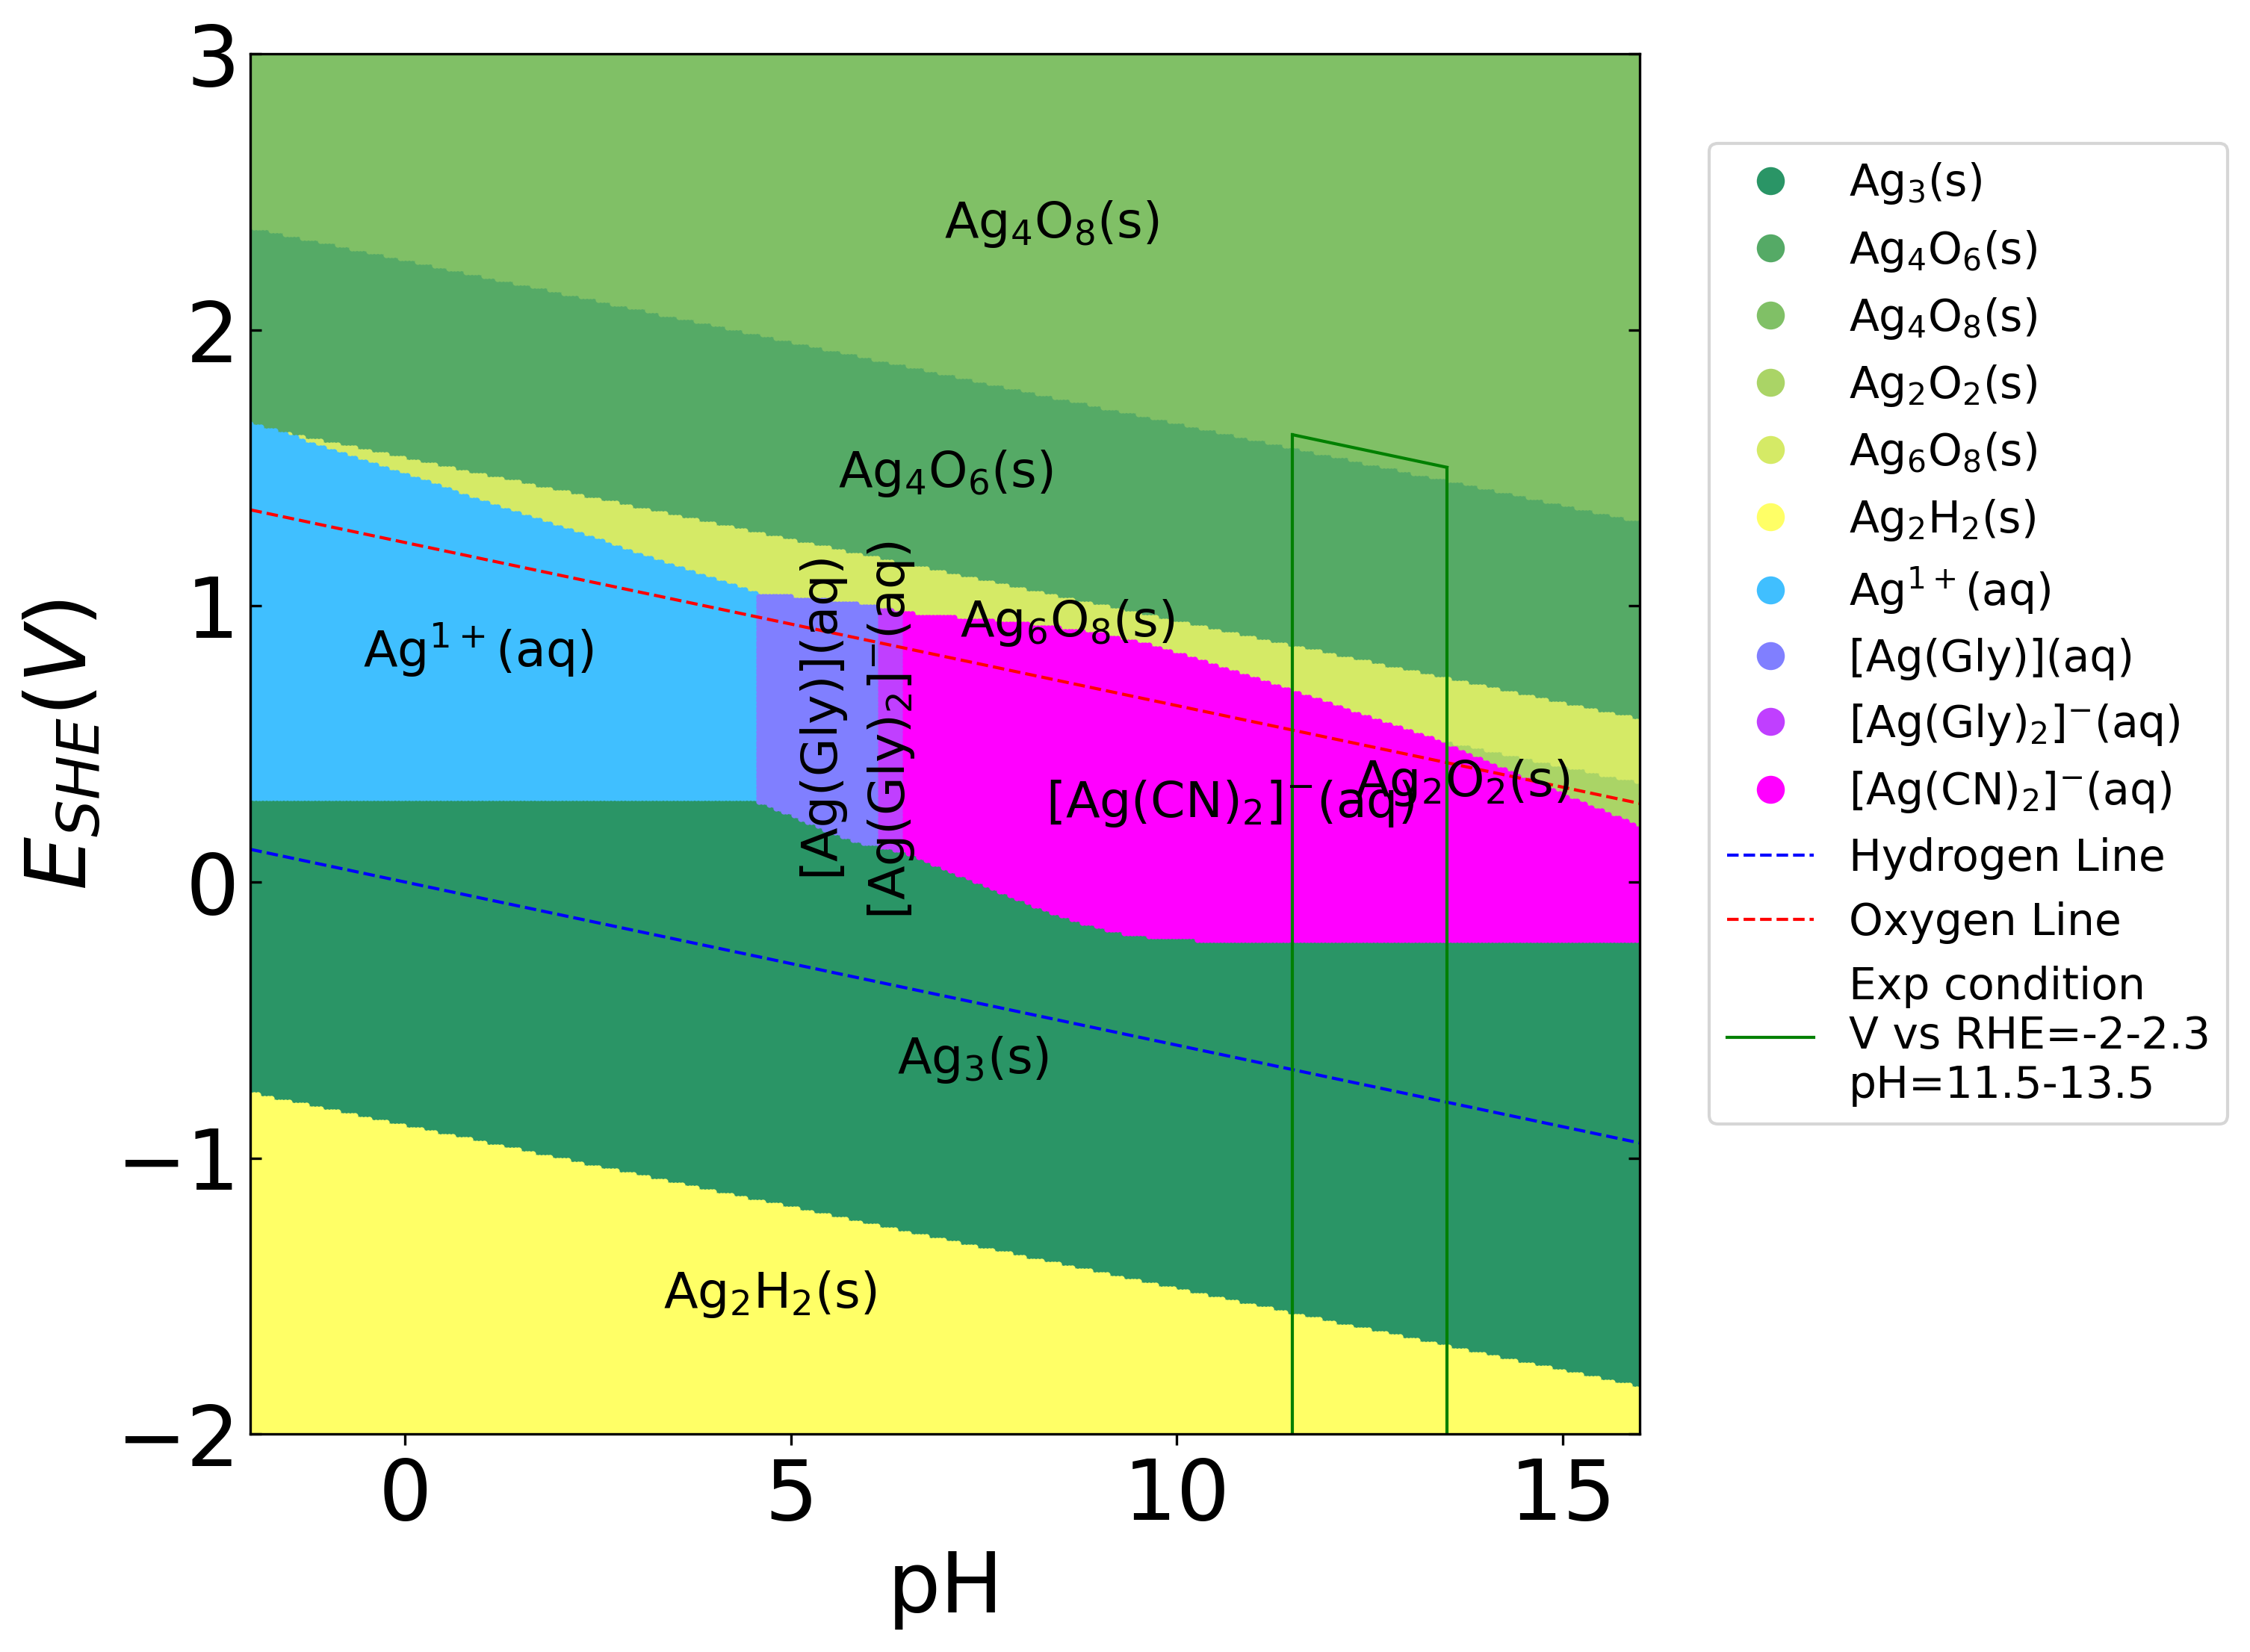 3
2
1
0
−1
−2
E_SHE(V)
0
5
10
15
pH
Ag₄O₈(s)
Ag₄O₆(s)
Ag₆O₈(s)
Ag¹⁺(aq)
[Ag(Gly)](aq)
[Ag(Gly)₂]⁻(aq)
[Ag(CN)₂]⁻(aq)
Ag₂O₂(s)
Ag₃(s)
Ag₂H₂(s)
Ag₃(s)
Ag₄O₆(s)
Ag₄O₈(s)
Ag₂O₂(s)
Ag₆O₈(s)
Ag₂H₂(s)
Ag¹⁺(aq)
[Ag(Gly)](aq)
[Ag(Gly)₂]⁻(aq)
[Ag(CN)₂]⁻(aq)
Hydrogen Line
Oxygen Line
Exp condition
V vs RHE=-2-2.3
pH=11.5-13.5